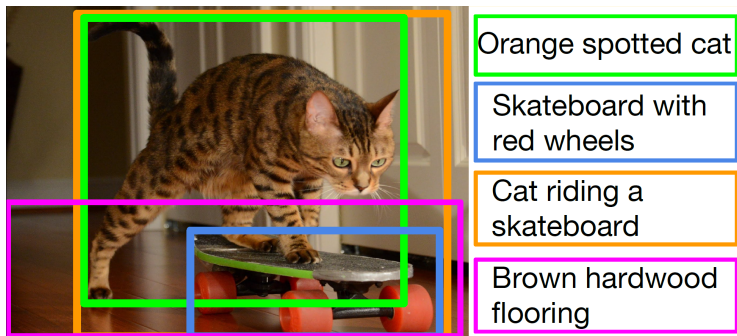 Orange spotted cat
Skateboard with
red wheels
Cat riding a
skateboard
Brown hardwood
flooring